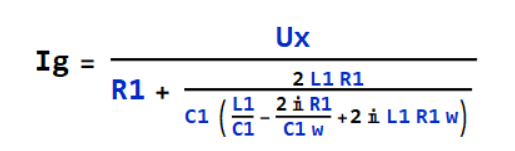 Ig = Ux / (R1 + 2 L1 R1 / (C1 (L1/C1 - 2 i R1/(C1 w) + 2 i L1 R1 w)))